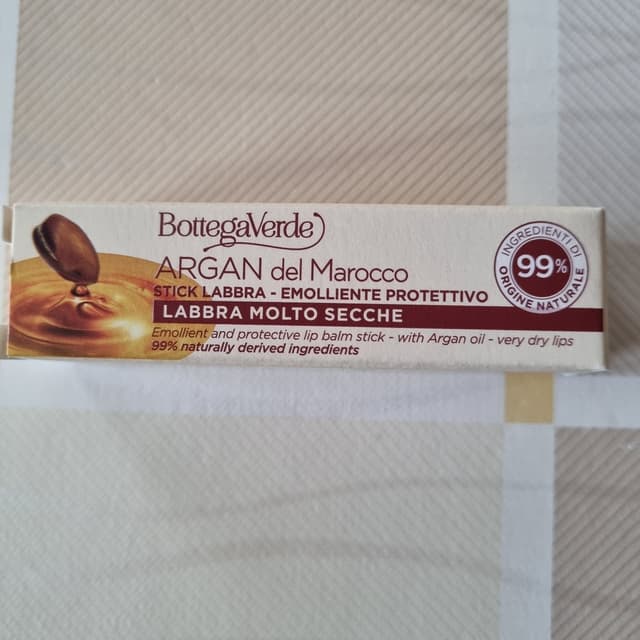 BottegaVerde
ARGAN del Marocco
STICK LABBRA - EMOLLIENTE PROTETTIVO
LABBRA MOLTO SECCHE
Emollient and protective lip balm stick - with Argan oil - very dry lips
99% naturally derived ingredients
INGREDIENTI DI
99%
ORIGINE NATURALE